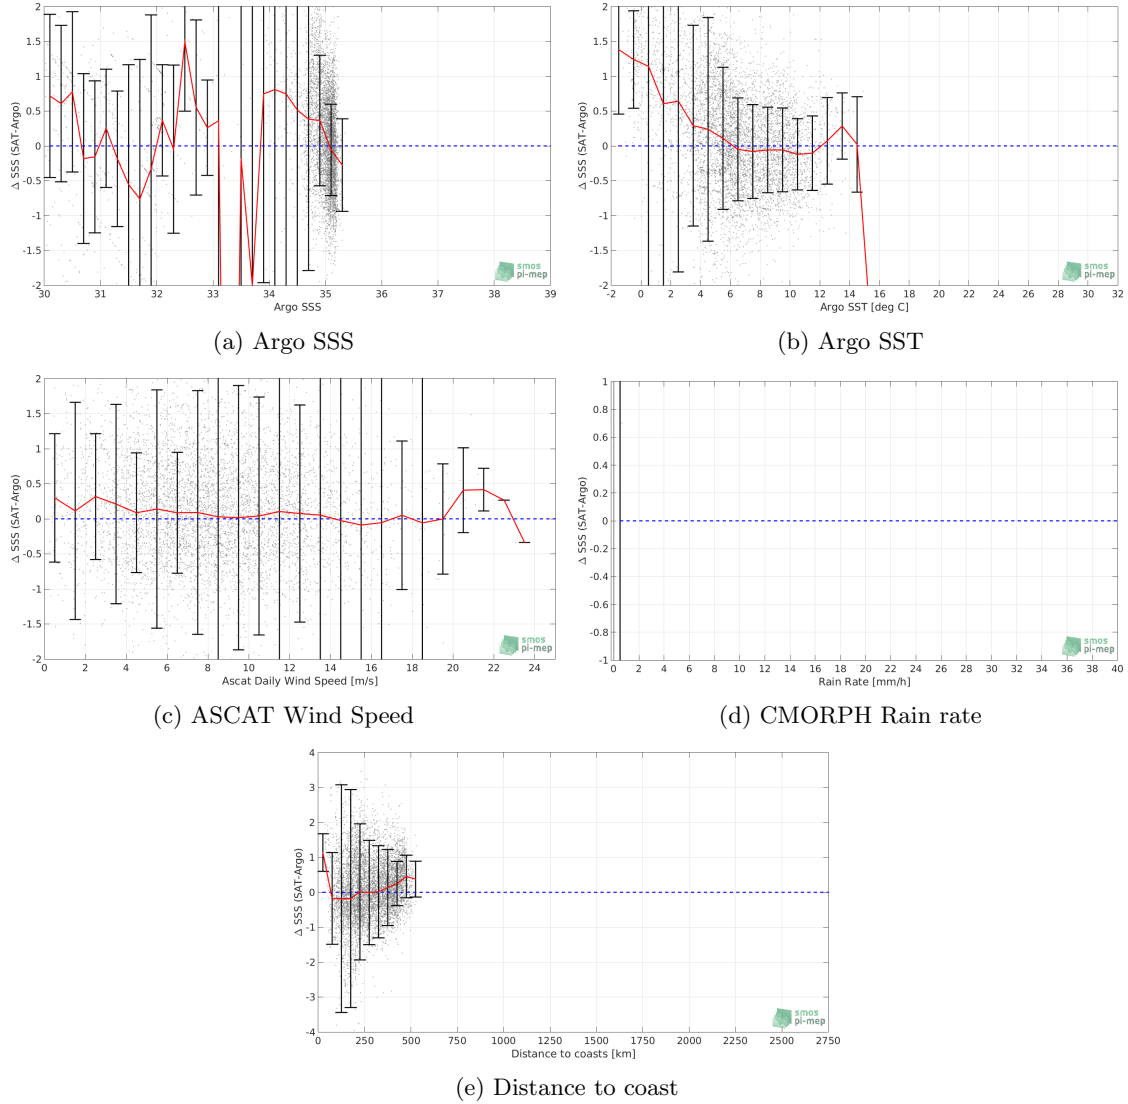 2
1.5
1
0.5
0
-0.5
-1
-1.5
-2
Δ SSS (SAT-Argo)
30 31 32 33 34 35 36 37 38 39
Argo SSS
smos
pi-mep
(a) Argo SSS
2
1.5
1
0.5
0
-0.5
-1
-1.5
-2
Δ SSS (SAT-Argo)
-2 0 2 4 6 8 10 12 14 16 18 20 22 24 26 28 30 32
Argo SST [deg C]
smos
pi-mep
(b) Argo SST
2
1.5
1
0.5
0
-0.5
-1
-1.5
-2
Δ SSS (SAT-Argo)
0 2 4 6 8 10 12 14 16 18 20 22 24
Ascat Daily Wind Speed [m/s]
smos
pi-mep
(c) ASCAT Wind Speed
1
0.8
0.6
0.4
0.2
0
-0.2
-0.4
-0.6
-0.8
-1
Δ SSS (SAT-Argo)
0 2 4 6 8 10 12 14 16 18 20 22 24 26 28 30 32 34 36 38 40
Rain Rate [mm/h]
smos
pi-mep
(d) CMORPH Rain rate
4
3
2
1
0
-1
-2
-3
-4
Δ SSS (SAT-Argo)
0 250 500 750 1000 1250 1500 1750 2000 2250 2500 2750
Distance to coasts [km]
smos
pi-mep
(e) Distance to coast